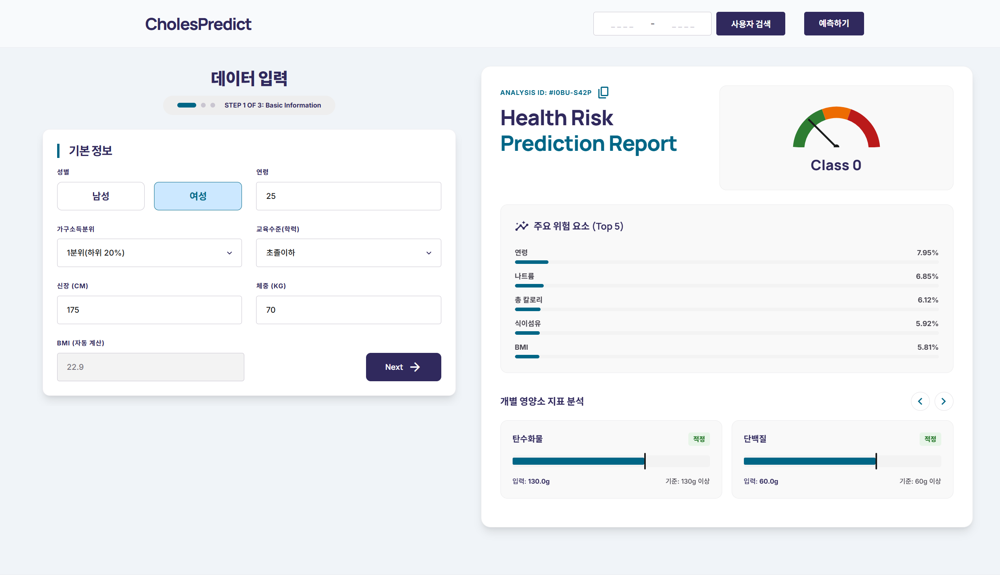 CholesPredict
____ - ____
사용자 검색
예측하기
데이터 입력
STEP 1 OF 3: Basic Information
기본 정보
성별
남성
여성
연령
25
가구소득분위
1분위(하위 20%)
교육수준(학력)
초졸이하
신장 (CM)
175
체중 (KG)
70
BMI (자동 계산)
22.9
Next
ANALYSIS ID: #I0BU-S42P
Health Risk
Prediction Report
Class 0
주요 위험 요소 (Top 5)
연령 7.95%
나트륨 6.85%
총 칼로리 6.12%
식이섬유 5.92%
BMI 5.81%
개별 영양소 지표 분석
탄수화물 적정
입력: 130.0g 기준: 130g 이상
단백질 적정
입력: 60.0g 기준: 60g 이상